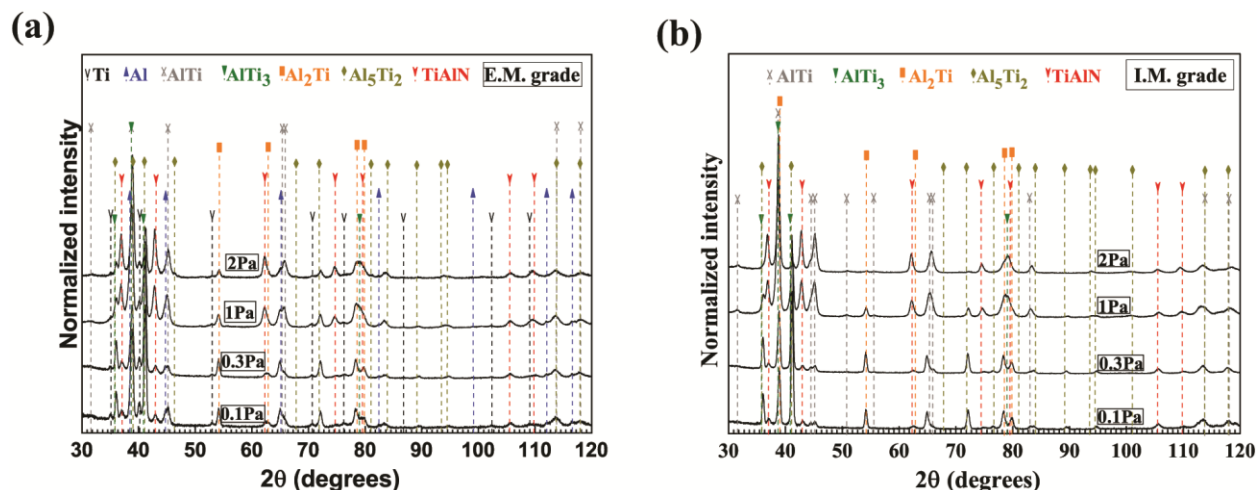 (a)
Ti Al AlTi AlTi₃ Al₂Ti Al₅Ti₂ TiAlN E.M. grade
Normalized intensity
2Pa
1Pa
0.3Pa
0.1Pa
30 40 50 60 70 80 90 100 110 120
2θ (degrees)
(b)
AlTi AlTi₃ Al₂Ti Al₅Ti₂ TiAlN I.M. grade
Normalized intensity
2Pa
1Pa
0.3Pa
0.1Pa
30 40 50 60 70 80 90 100 110 120
2θ (degrees)